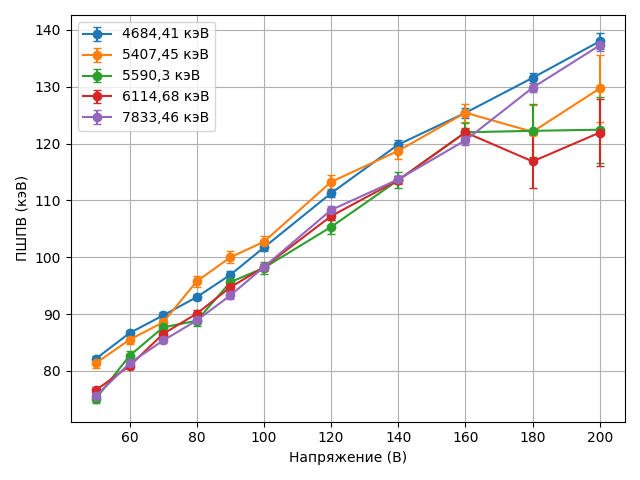 4684,41 кэВ
5407,45 кэВ
5590,3 кэВ
6114,68 кэВ
7833,46 кэВ
ПШПВ (кэВ)
140
130
120
110
100
90
80
60 80 100 120 140 160 180 200
Напряжение (В)